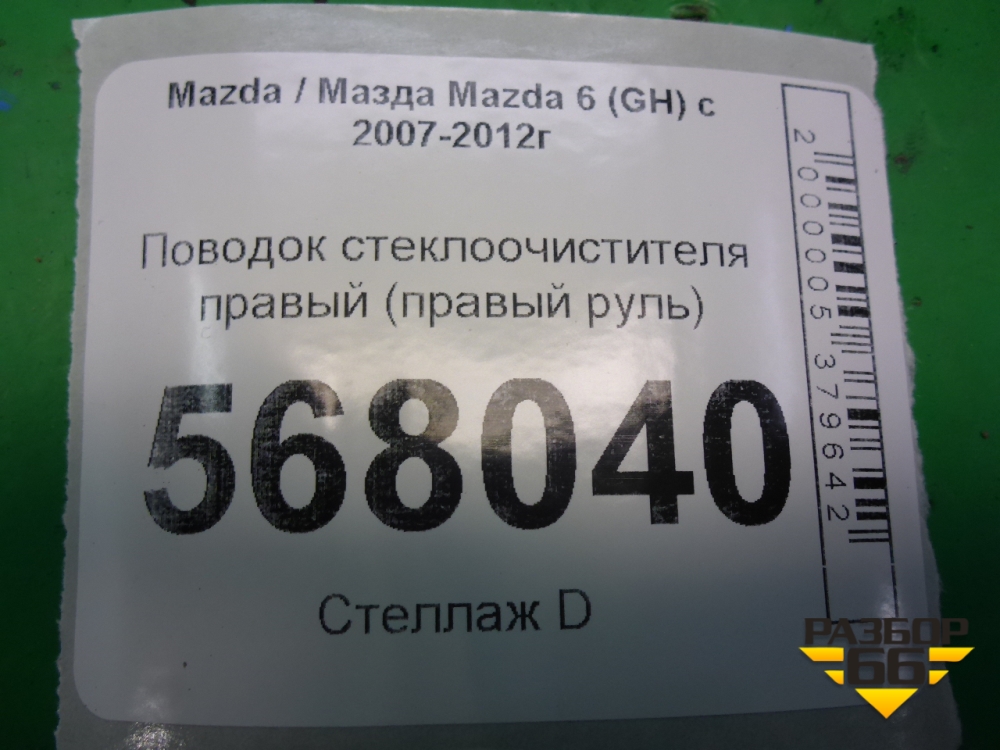 Mazda / Мазда Mazda 6 (GH) с
2007-2012г
Поводок стеклоочистителя
правый (правый руль)
568040
Стеллаж D
2000005379642
РАЗБОР
66